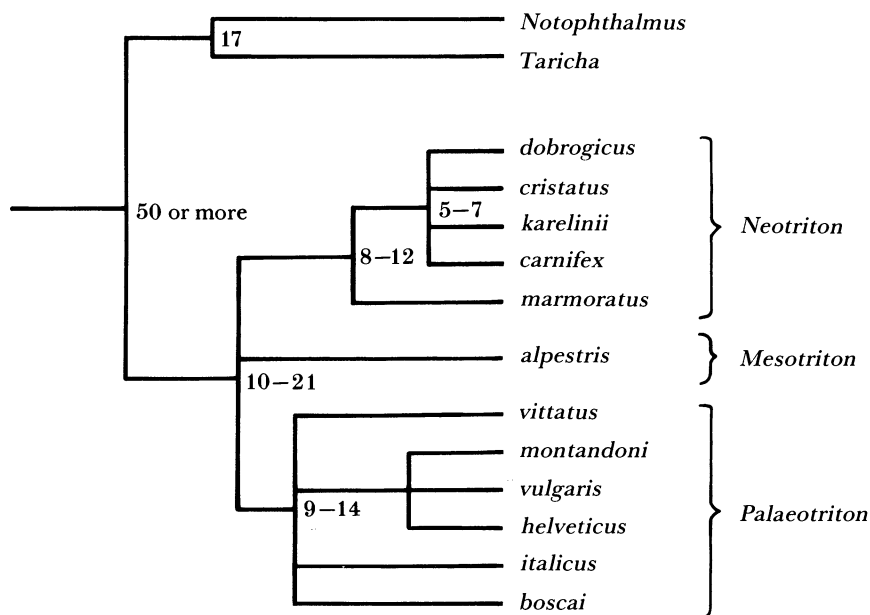 Notophthalmus
17
Taricha
dobrogicus
cristatus
50 or more
5–7
karelinii
Neotriton
8–12
carnifex
marmoratus
alpestris
Mesotriton
10–21
vittatus
montandoni
vulgaris
9–14
Palaeotriton
helveticus
italicus
boscai